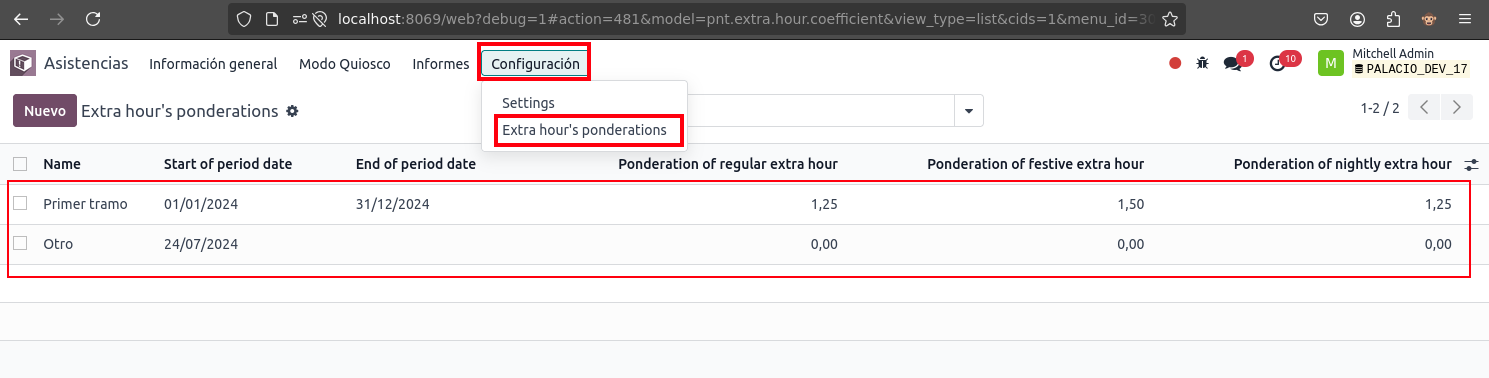 localhost:8069/web?debug=1#action=481&model=pnt.extra.hour.coefficient&view_type=list&cids=1&menu_id=30
Asistencias Información general Modo Quiosco Informes Configuración 1 10 M Mitchell Admin
PALACIO_DEV_17
Settings
Nuevo Extra hour's ponderations 1-2 / 2
Extra hour's ponderations
Name Start of period date End of period date Ponderation of regular extra hour Ponderation of festive extra hour Ponderation of nightly extra hour
Primer tramo 01/01/2024 31/12/2024 1,25 1,50 1,25
Otro 24/07/2024 0,00 0,00 0,00